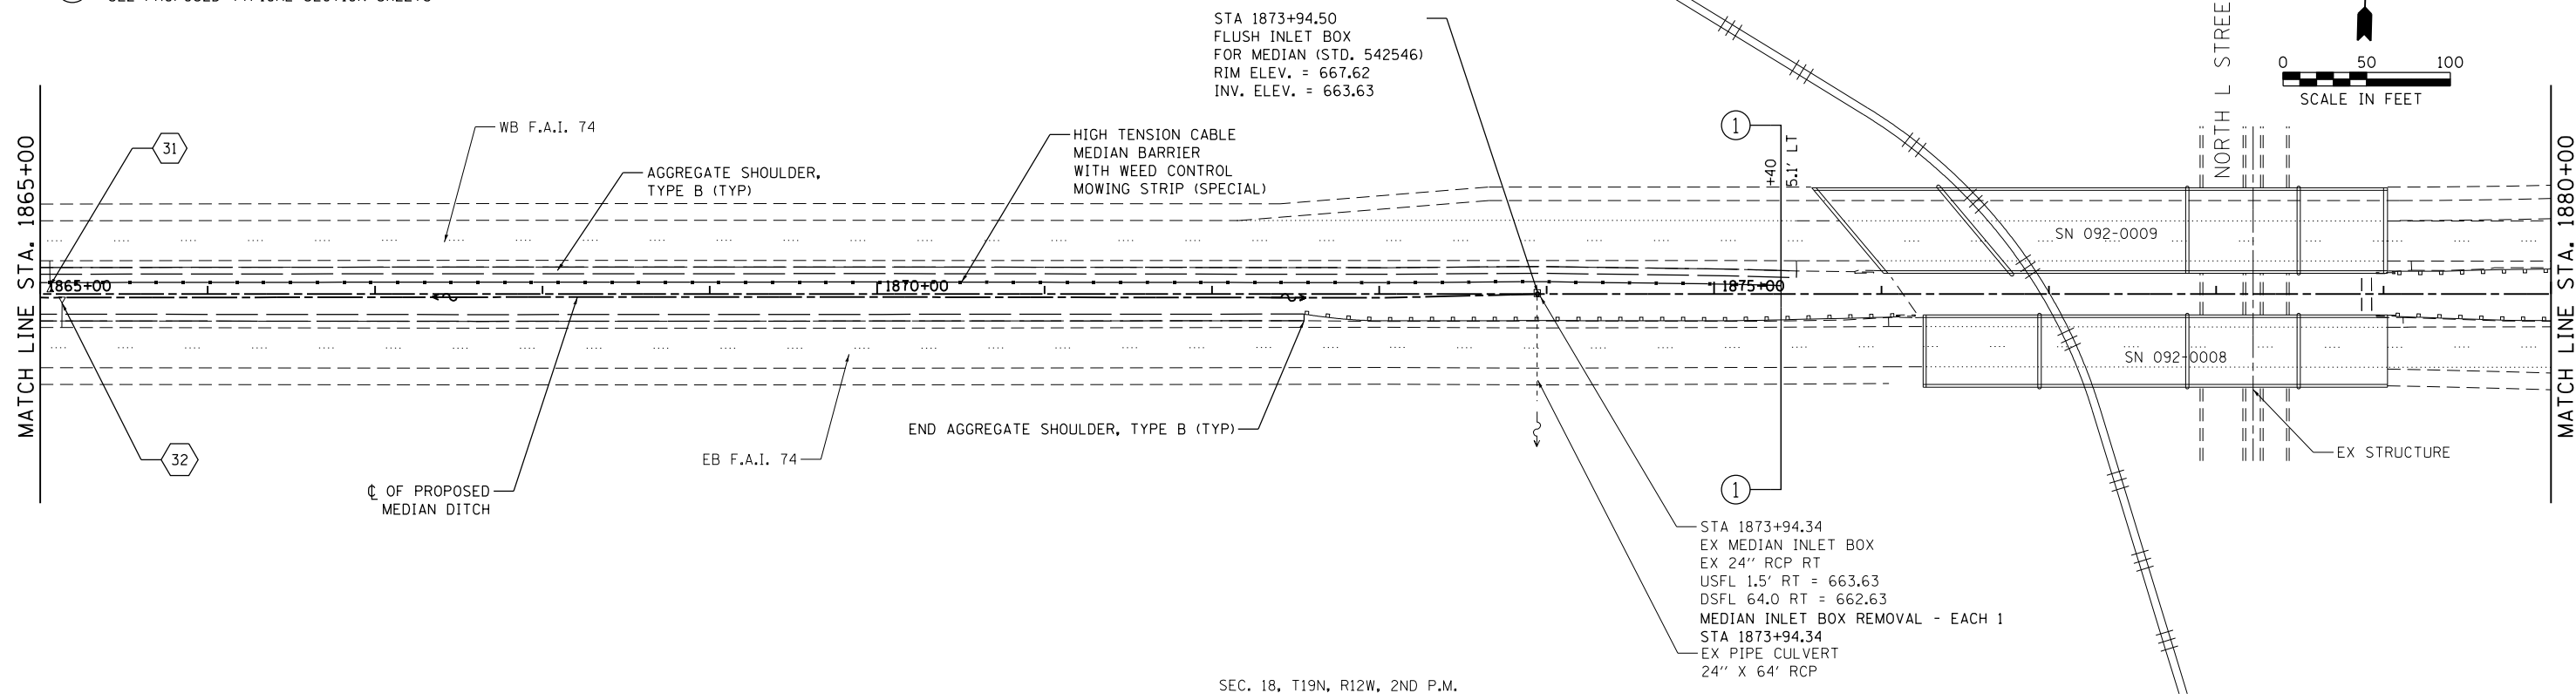 STA 1873+94.50
FLUSH INLET BOX
FOR MEDIAN (STD. 542546)
RIM ELEV. = 667.62
INV. ELEV. = 663.63
NORTH L STREE
0 50 100
SCALE IN FEET
MATCH LINE STA. 1865+00
31
WB F.A.I. 74
AGGREGATE SHOULDER,
TYPE B (TYP)
HIGH TENSION CABLE
MEDIAN BARRIER
WITH WEED CONTROL
MOWING STRIP (SPECIAL)
1
+40
5.1' LT
SN 092-0009
1865+00
1870+00
1875+00
SN 092-0008
MATCH LINE STA. 1880+00
32
EB F.A.I. 74
END AGGREGATE SHOULDER, TYPE B (TYP)
℄ OF PROPOSED
MEDIAN DITCH
1
EX STRUCTURE
STA 1873+94.34
EX MEDIAN INLET BOX
EX 24'' RCP RT
USFL 1.5' RT = 663.63
DSFL 64.0 RT = 662.63
MEDIAN INLET BOX REMOVAL - EACH 1
STA 1873+94.34
EX PIPE CULVERT
24'' X 64' RCP
SEC. 18, T19N, R12W, 2ND P.M.